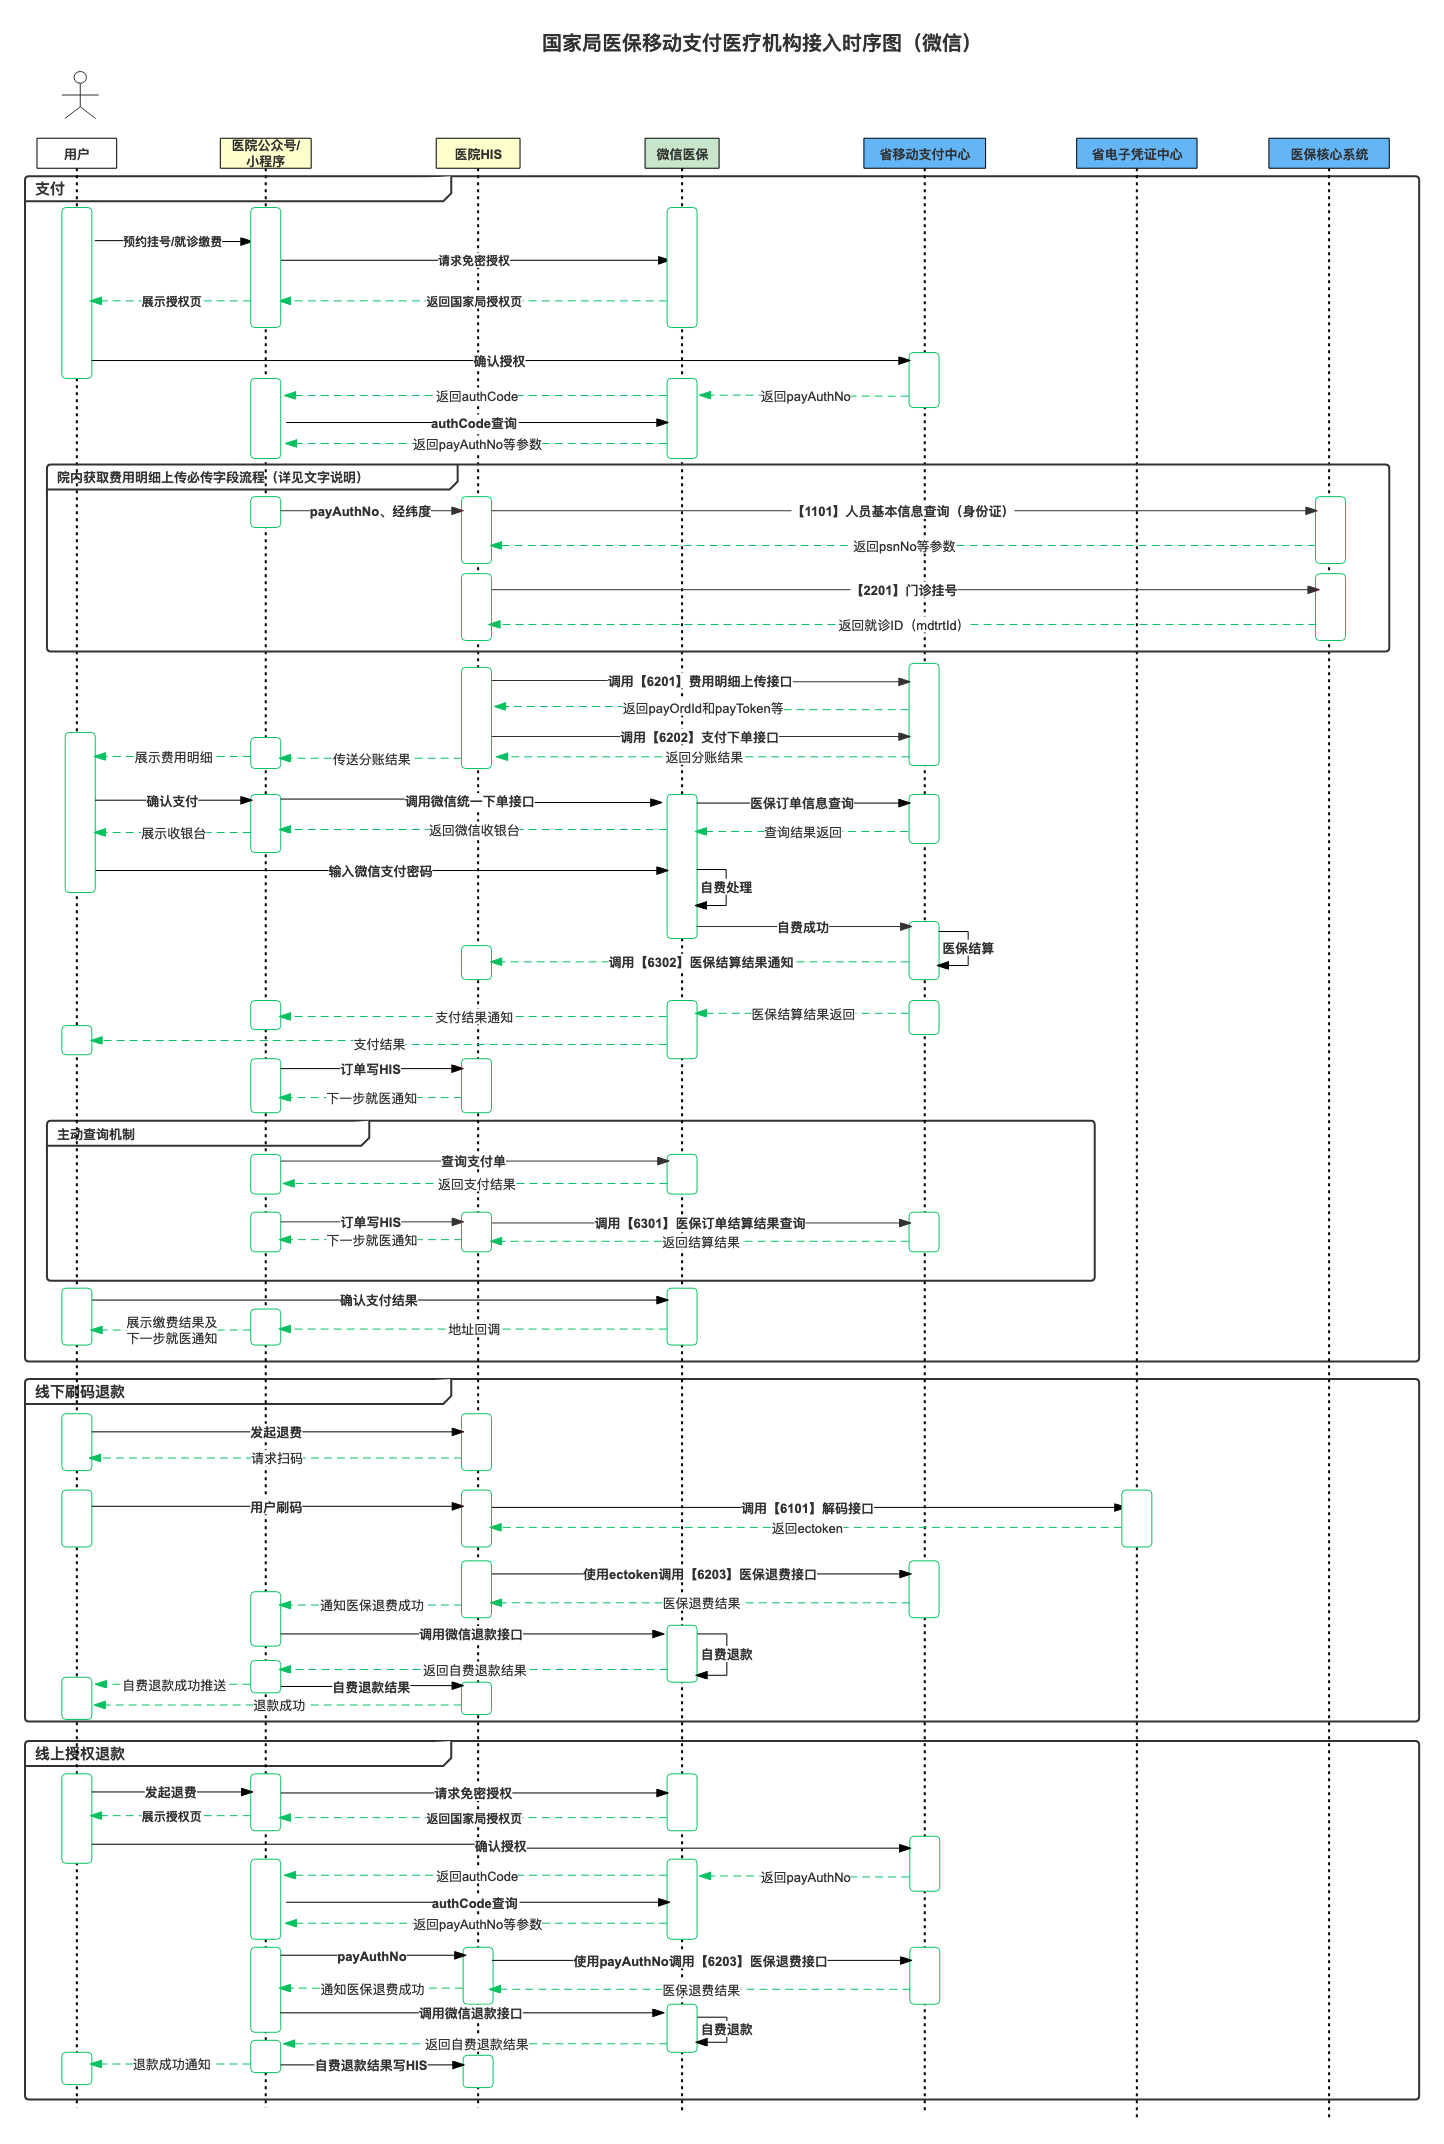 国家局医保移动支付医疗机构接入时序图（微信）
用户
医院公众号/
小程序
医院HIS
微信医保
省移动支付中心
省电子凭证中心
医保核心系统
支付
预约挂号/就诊缴费
请求免密授权
展示授权页
返回国家局授权页
确认授权
返回authCode
返回payAuthNo
authCode查询
返回payAuthNo等参数
院内获取费用明细上传必传字段流程（详见文字说明）
payAuthNo、经纬度
【1101】人员基本信息查询（身份证）
返回psnNo等参数
【2201】门诊挂号
返回就诊ID（mdtrtId）
调用【6201】费用明细上传接口
返回payOrdId和payToken等
调用【6202】支付下单接口
展示费用明细
传送分账结果
返回分账结果
确认支付
调用微信统一下单接口
医保订单信息查询
展示收银台
返回微信收银台
查询结果返回
输入微信支付密码
自费处理
自费成功
医保结算
调用【6302】医保结算结果通知
支付结果通知
医保结算结果返回
支付结果
订单写HIS
下一步就医通知
主动查询机制
查询支付单
返回支付结果
订单写HIS
调用【6301】医保订单结算结果查询
下一步就医通知
返回结算结果
确认支付结果
展示缴费结果及
下一步就医通知
地址回调
线下刷码退款
发起退费
请求扫码
用户刷码
调用【6101】解码接口
返回ectoken
使用ectoken调用【6203】医保退费接口
通知医保退费成功
医保退费结果
调用微信退款接口
自费退款
返回自费退款结果
自费退款成功推送
自费退款结果
退款成功
线上授权退款
发起退费
请求免密授权
展示授权页
返回国家局授权页
确认授权
返回authCode
返回payAuthNo
authCode查询
返回payAuthNo等参数
payAuthNo
使用payAuthNo调用【6203】医保退费接口
通知医保退费成功
医保退费结果
调用微信退款接口
自费退款
返回自费退款结果
退款成功通知
自费退款结果写HIS